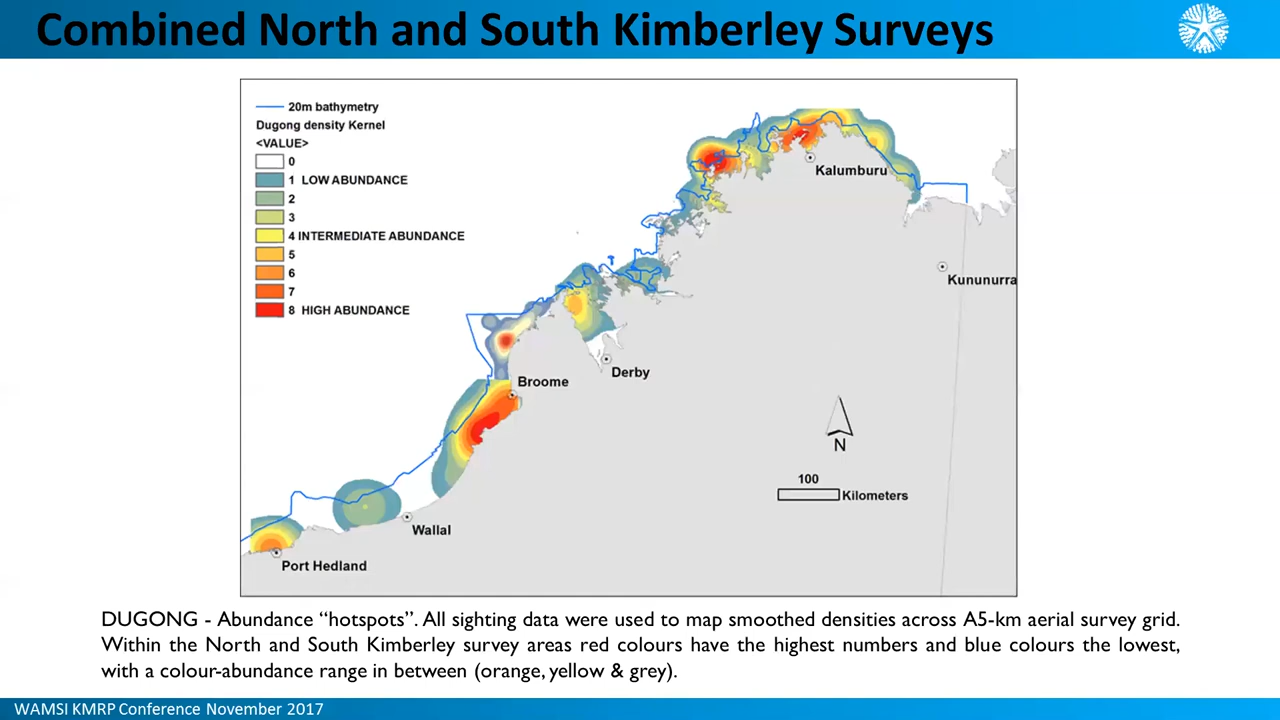 Combined North and South Kimberley Surveys
20m bathymetry
Dugong density Kernel
<VALUE>
0
1 LOW ABUNDANCE
2
3
4 INTERMEDIATE ABUNDANCE
5
6
7
8 HIGH ABUNDANCE
Kalumburu
Kununurra
Derby
Broome
N
100
Kilometers
Wallal
Port Hedland
DUGONG - Abundance “hotspots”. All sighting data were used to map smoothed densities across A5-km aerial survey grid.
Within the North and South Kimberley survey areas red colours have the highest numbers and blue colours the lowest,
with a colour-abundance range in between (orange, yellow & grey).
WAMSI KMRP Conference November 2017